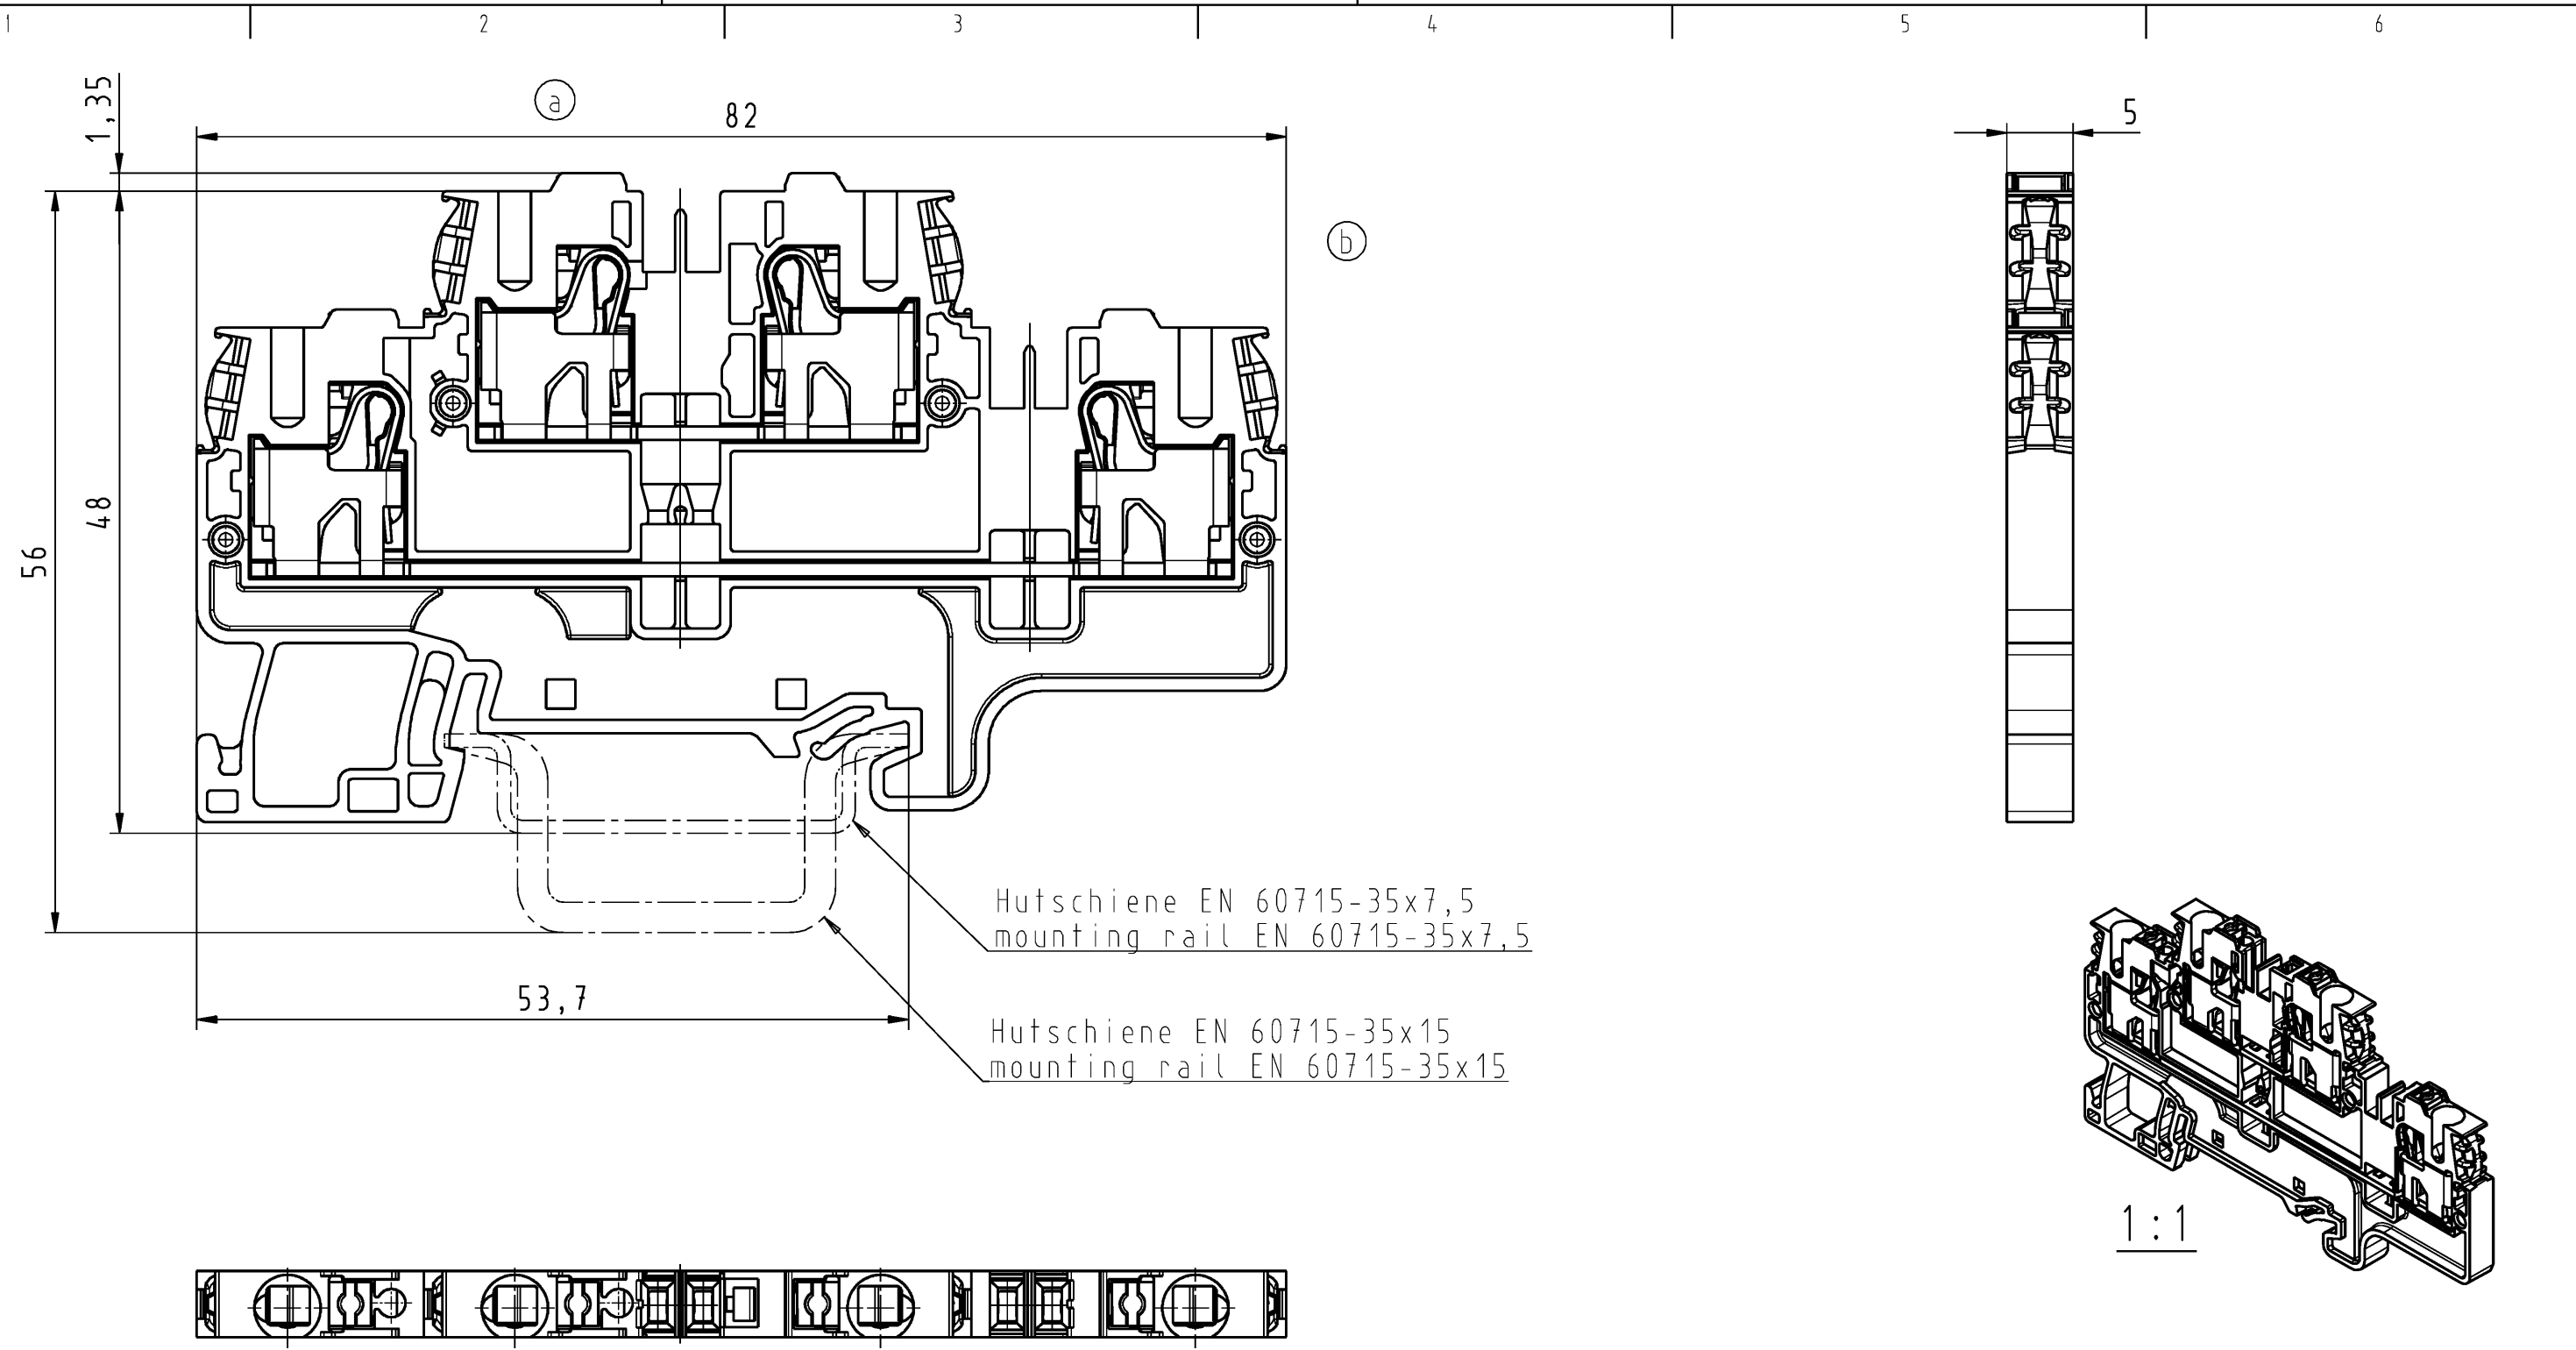 1 2 3 4 5 6
1,35
a
82
5
b
48
56
Hutschiene EN 60715-35x7,5
mounting rail EN 60715-35x7,5
53,7
Hutschiene EN 60715-35x15
mounting rail EN 60715-35x15
1:1